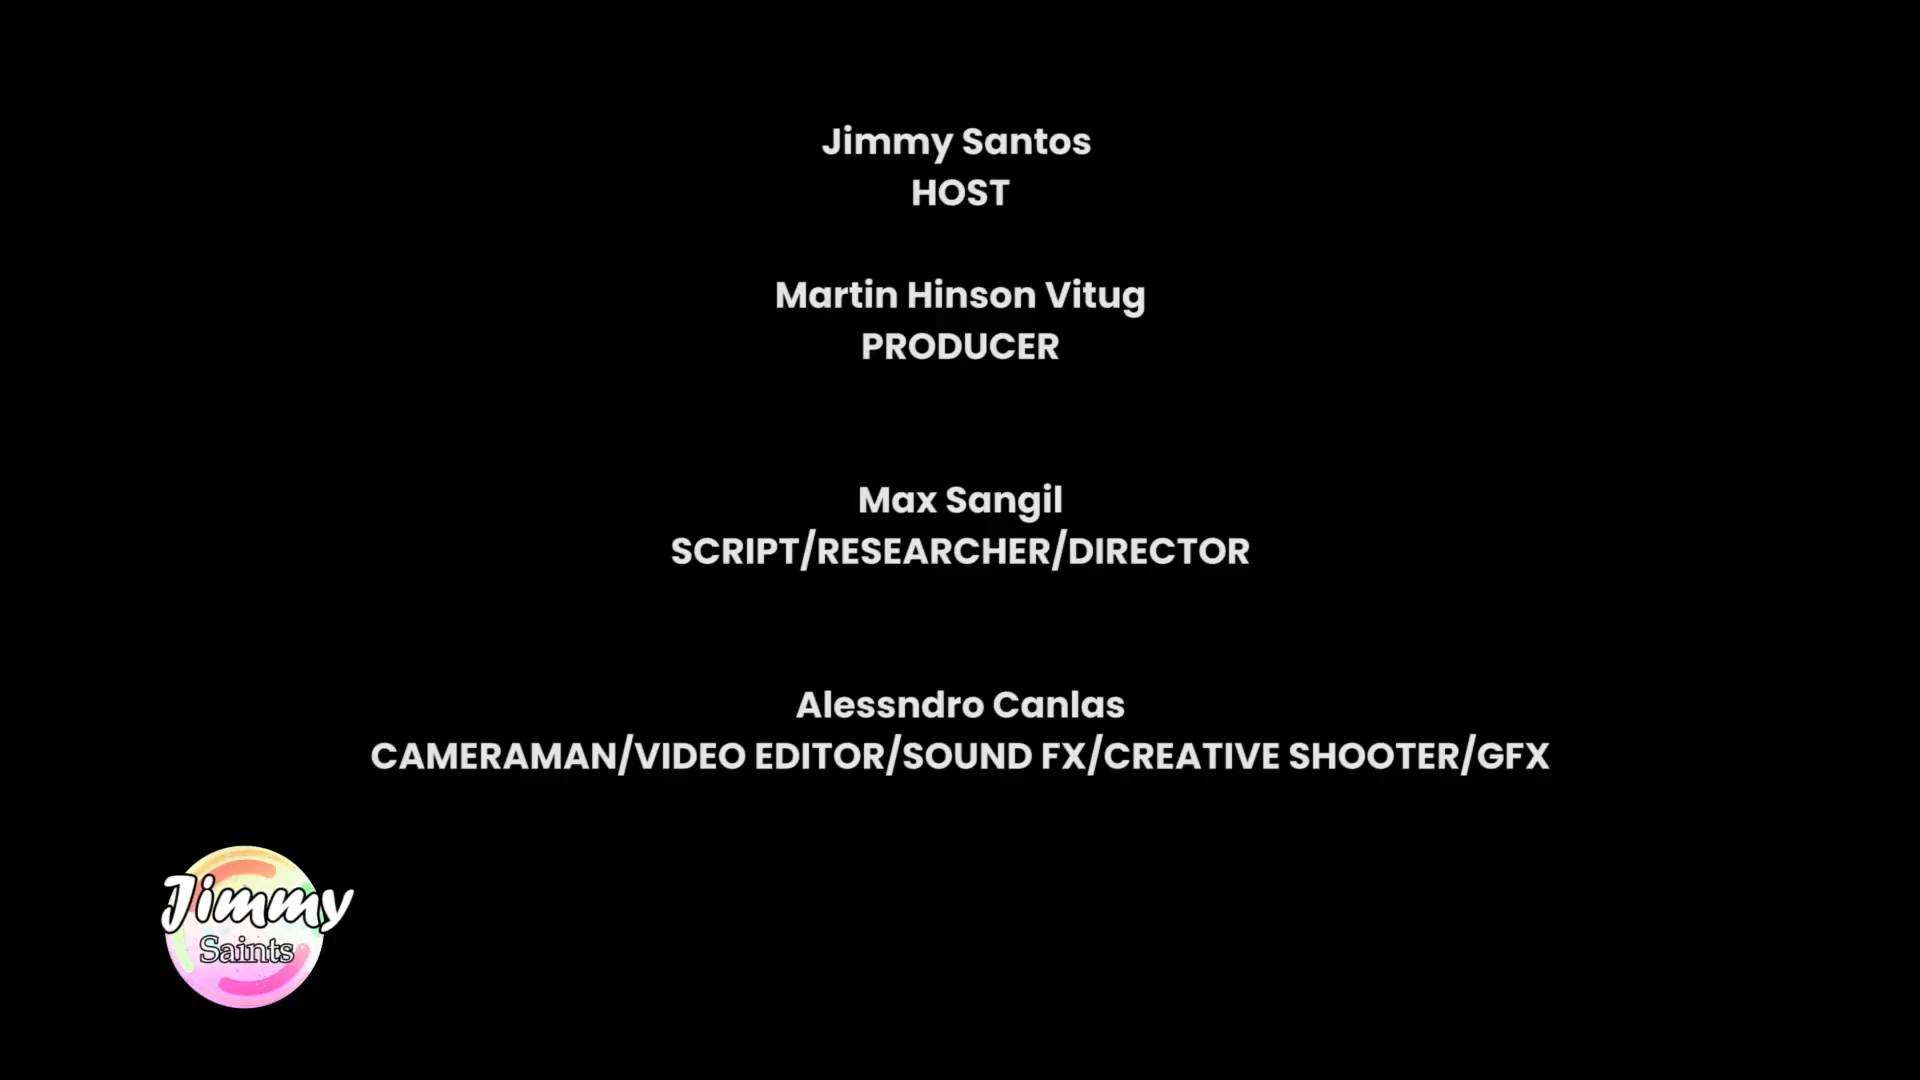 Jimmy Santos
HOST
Martin Hinson Vitug
PRODUCER
Max Sangil
SCRIPT/RESEARCHER/DIRECTOR
Alessndro Canlas
CAMERAMAN/VIDEO EDITOR/SOUND FX/CREATIVE SHOOTER/GFX
Jimmy
Saints